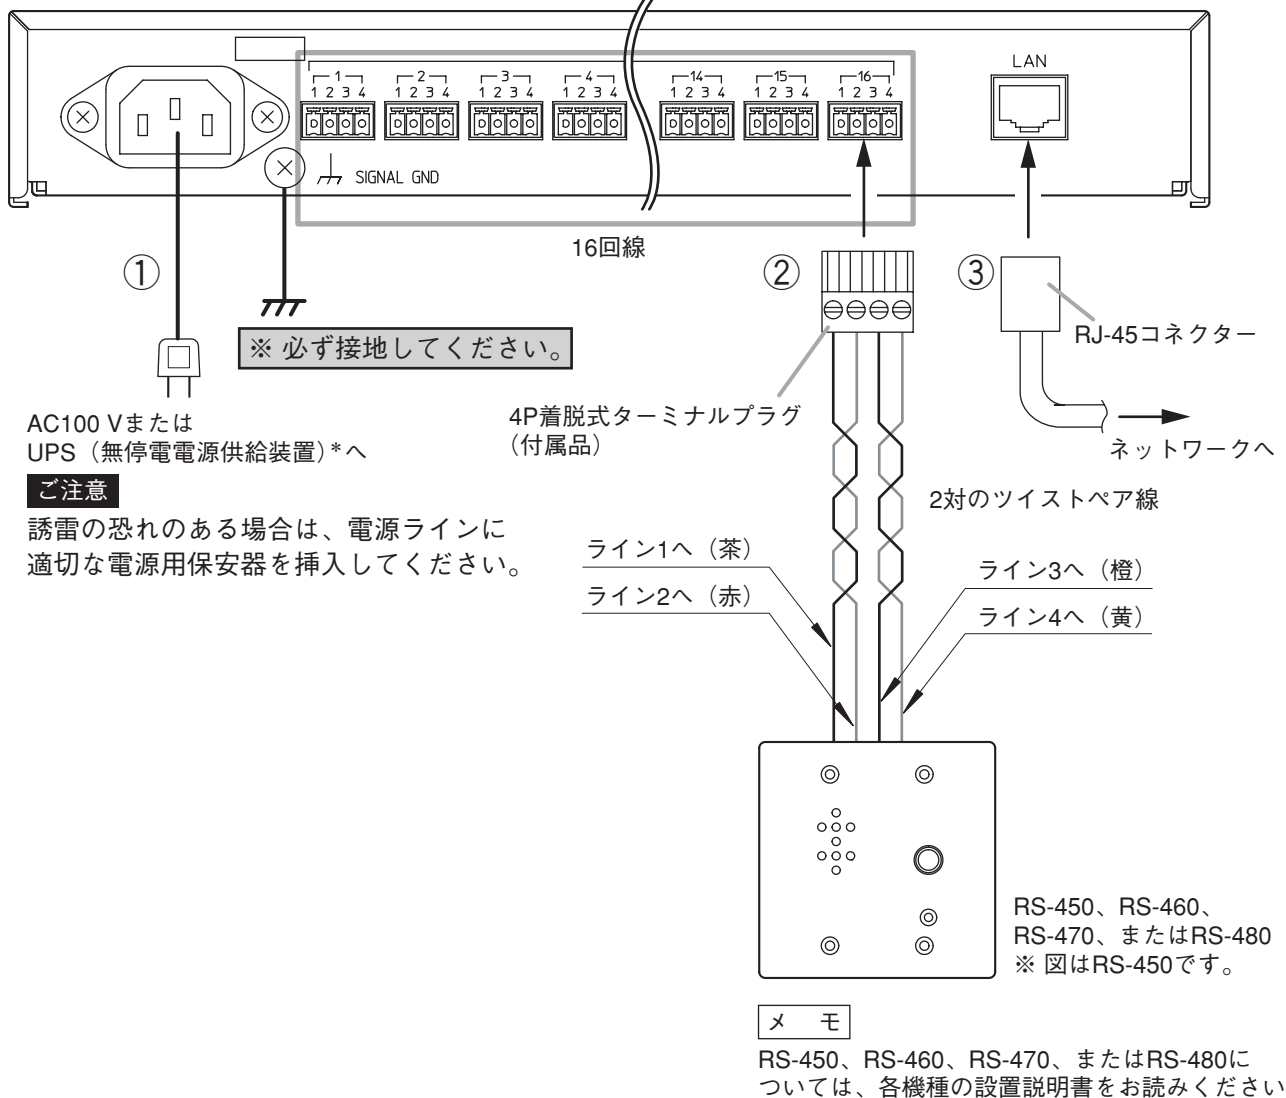 LAN
1 2 3 4 14 15 16
1 2 3 4 1 2 3 4 1 2 3 4 1 2 3 4 1 2 3 4 1 2 3 4 1 2 3 4
SIGNAL GND
16回線
①
②
③
※ 必ず接地してください。
RJ-45コネクター
AC100 Vまたは
UPS（無停電電源供給装置）*へ
4P着脱式ターミナルプラグ
（付属品）
ネットワークへ
ご注意
誘雷の恐れのある場合は、電源ラインに
適切な電源用保安器を挿入してください。
2対のツイストペア線
ライン1へ（茶）
ライン2へ（赤）
ライン3へ（橙）
ライン4へ（黄）
RS-450、RS-460、
RS-470、またはRS-480
※ 図はRS-450です。
メ モ
RS-450、RS-460、RS-470、またはRS-480に
ついては、各機種の設置説明書をお読みください